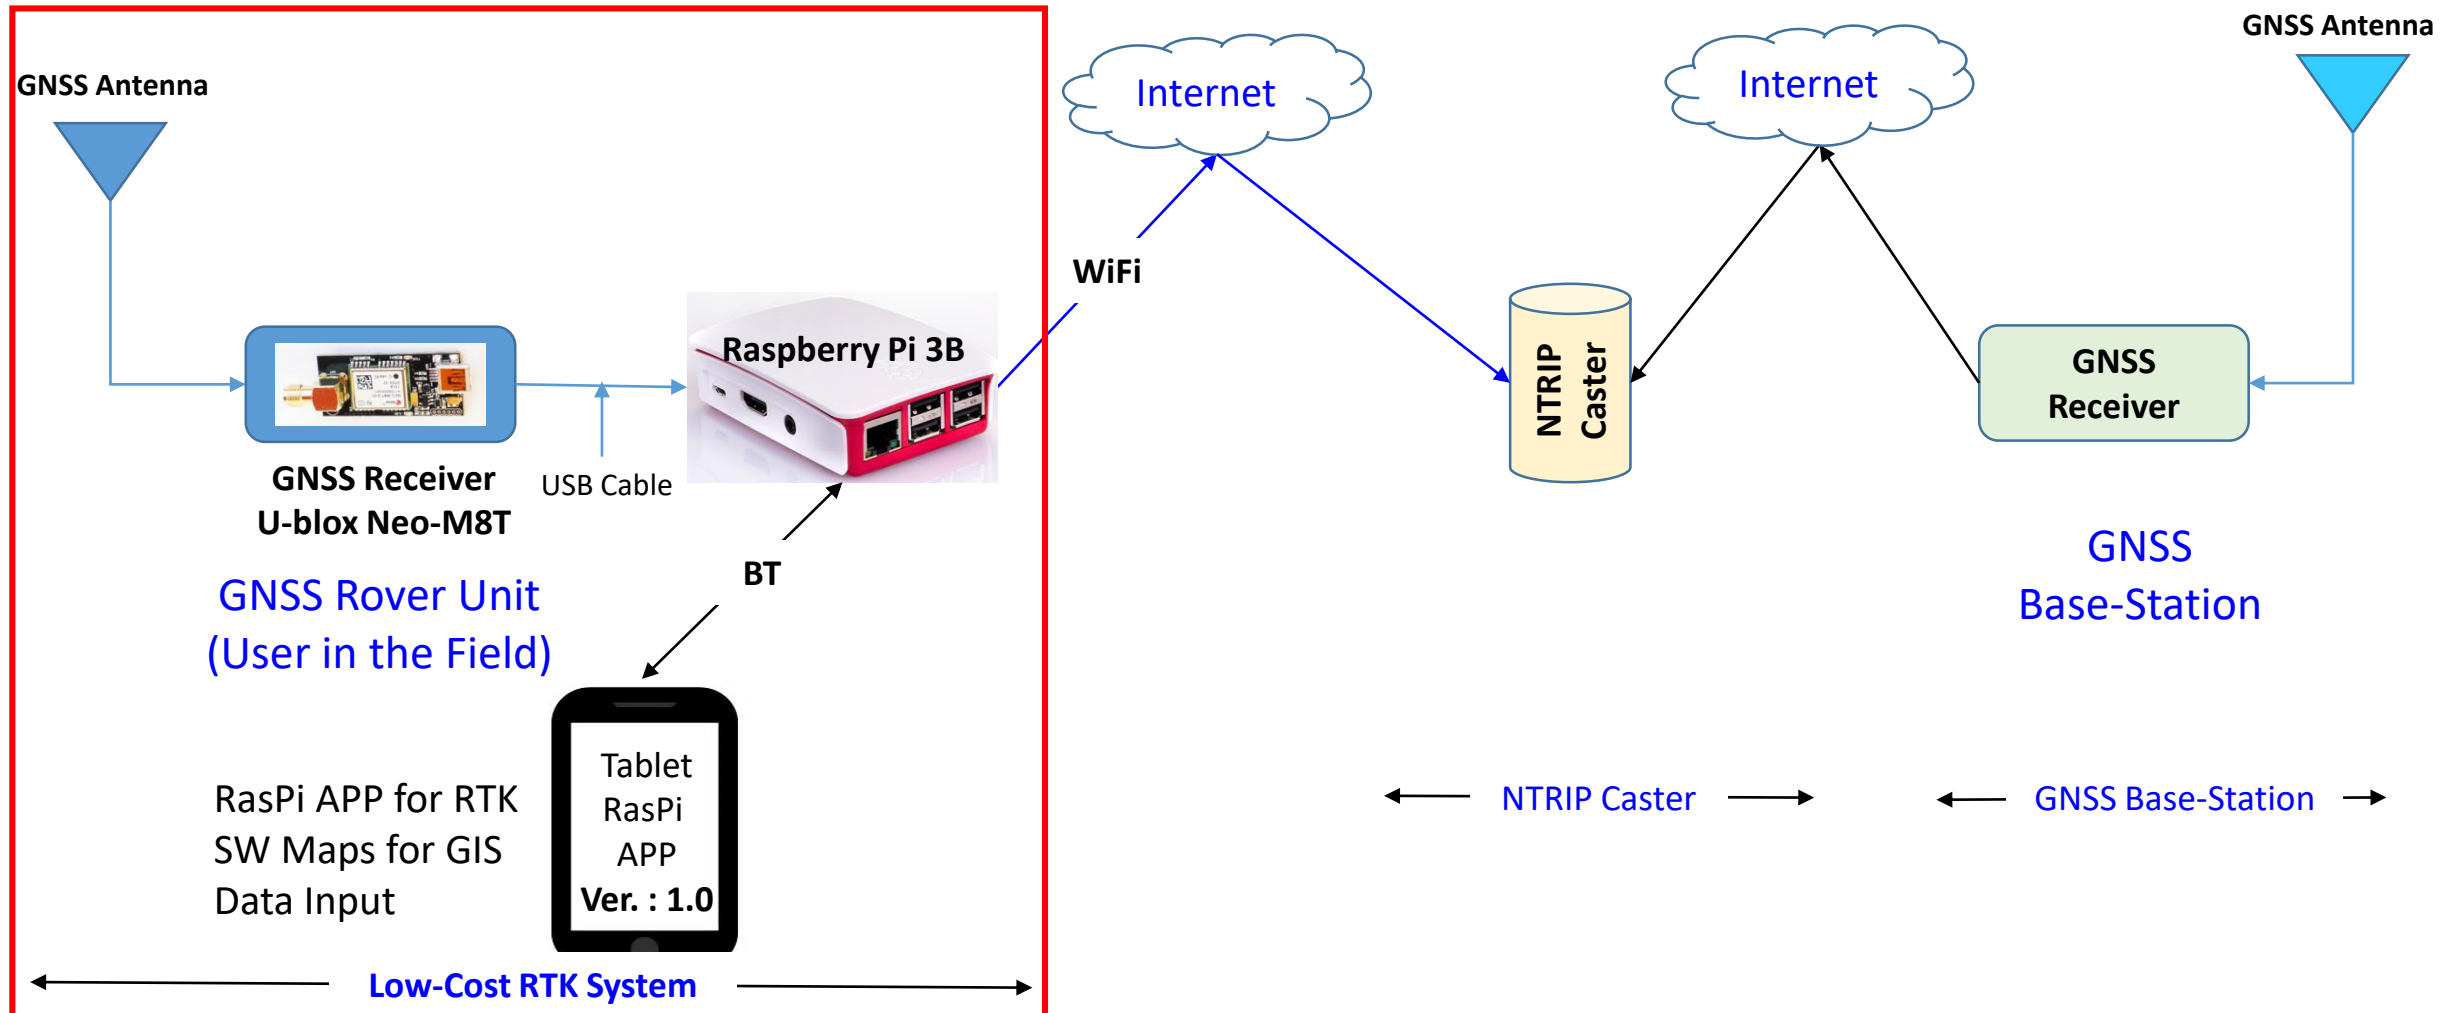 GNSS Antenna
Internet
Internet
GNSS Antenna
WiFi
Raspberry Pi 3B
NTRIP
Caster
GNSS
Receiver
GNSS Receiver
U-blox Neo-M8T
USB Cable
BT
GNSS Rover Unit
(User in the Field)
GNSS
Base-Station
RasPi APP for RTK
SW Maps for GIS
Data Input
Tablet
RasPi
APP
Ver. : 1.0
NTRIP Caster
GNSS Base-Station
Low-Cost RTK System